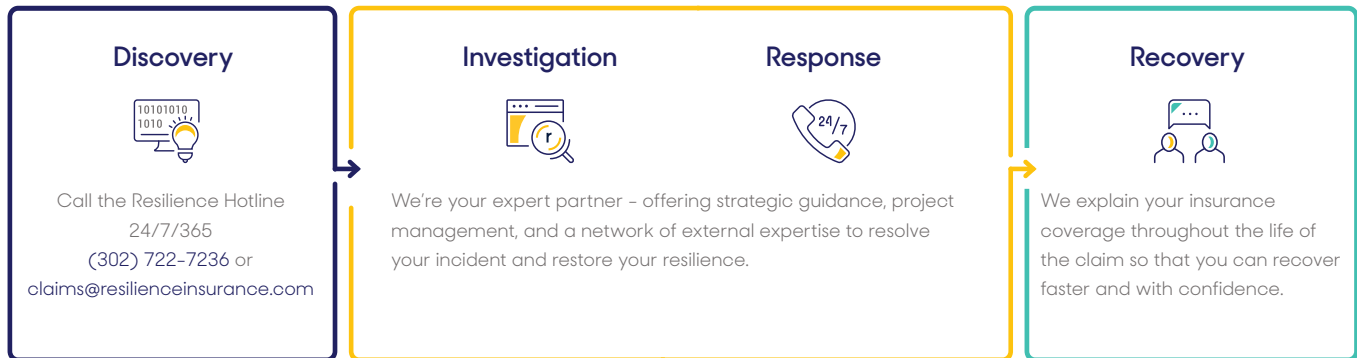 Discovery
10101010
1010
Call the Resilience Hotline
24/7/365
(302) 722-7236 or
claims@resilienceinsurance.com
Investigation
r
Response
24/7
We're your expert partner - offering strategic guidance, project
management, and a network of external expertise to resolve
your incident and restore your resilience.
Recovery
...
We explain your insurance
coverage throughout the life of
the claim so that you can recover
faster and with confidence.